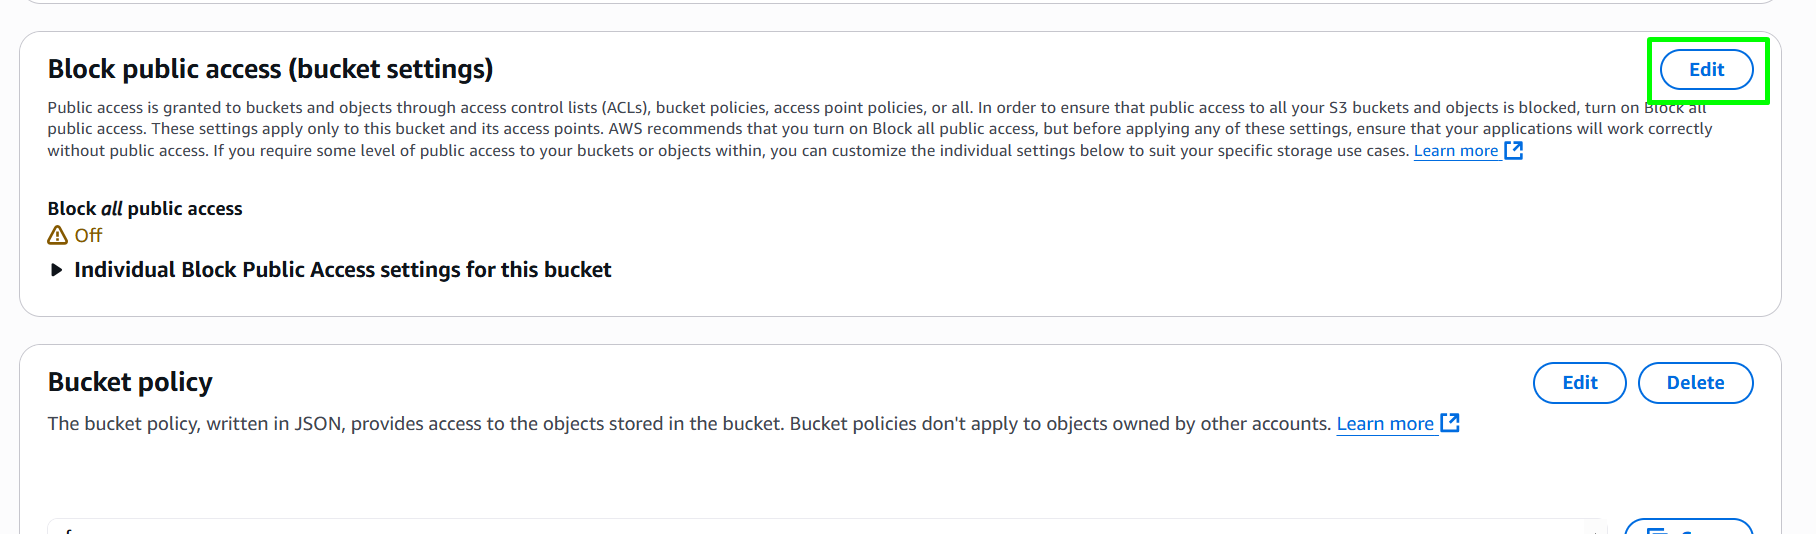 Block public access (bucket settings)
Edit
Public access is granted to buckets and objects through access control lists (ACLs), bucket policies, access point policies, or all. In order to ensure that public access to all your S3 buckets and objects is blocked, turn on Block all
public access. These settings apply only to this bucket and its access points. AWS recommends that you turn on Block all public access, but before applying any of these settings, ensure that your applications will work correctly
without public access. If you require some level of public access to your buckets or objects within, you can customize the individual settings below to suit your specific storage use cases. Learn more
Block all public access
Off
Individual Block Public Access settings for this bucket
Bucket policy
Edit
Delete
The bucket policy, written in JSON, provides access to the objects stored in the bucket. Bucket policies don't apply to objects owned by other accounts. Learn more